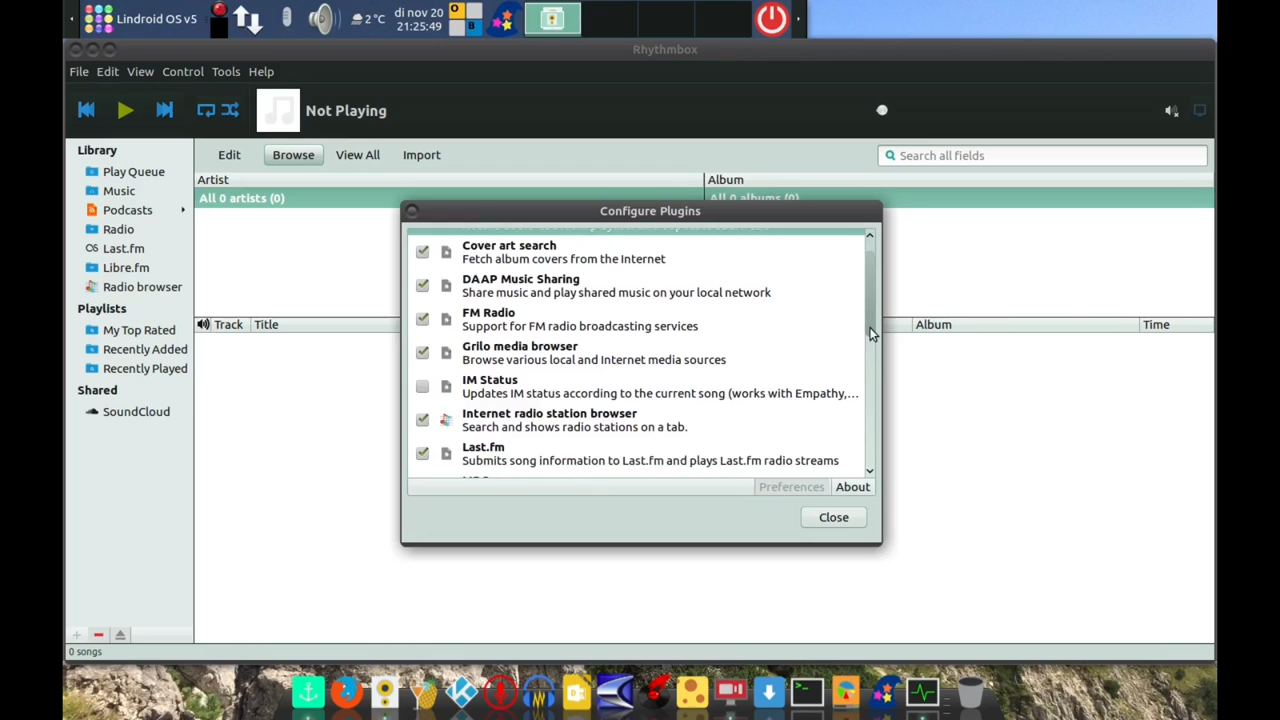 Lindroid OS v5
2 °C
di nov 20
21:25:49
O
B
Rhythmbox
File Edit View Control Tools Help
Not Playing
Library
Play Queue
Music
Podcasts
Radio
Last.fm
Libre.fm
Radio browser
Playlists
My Top Rated
Recently Added
Recently Played
Shared
SoundCloud
Edit Browse View All Import
Search all fields
Artist Album
All 0 artists (0) All 0 albums (0)
Track Title Album Time
Configure Plugins
Cover art search
Fetch album covers from the Internet
DAAP Music Sharing
Share music and play shared music on your local network
FM Radio
Support for FM radio broadcasting services
Grilo media browser
Browse various local and Internet media sources
IM Status
Updates IM status according to the current song (works with Empathy,...
Internet radio station browser
Search and shows radio stations on a tab.
Last.fm
Submits song information to Last.fm and plays Last.fm radio streams
Preferences About
Close
0 songs